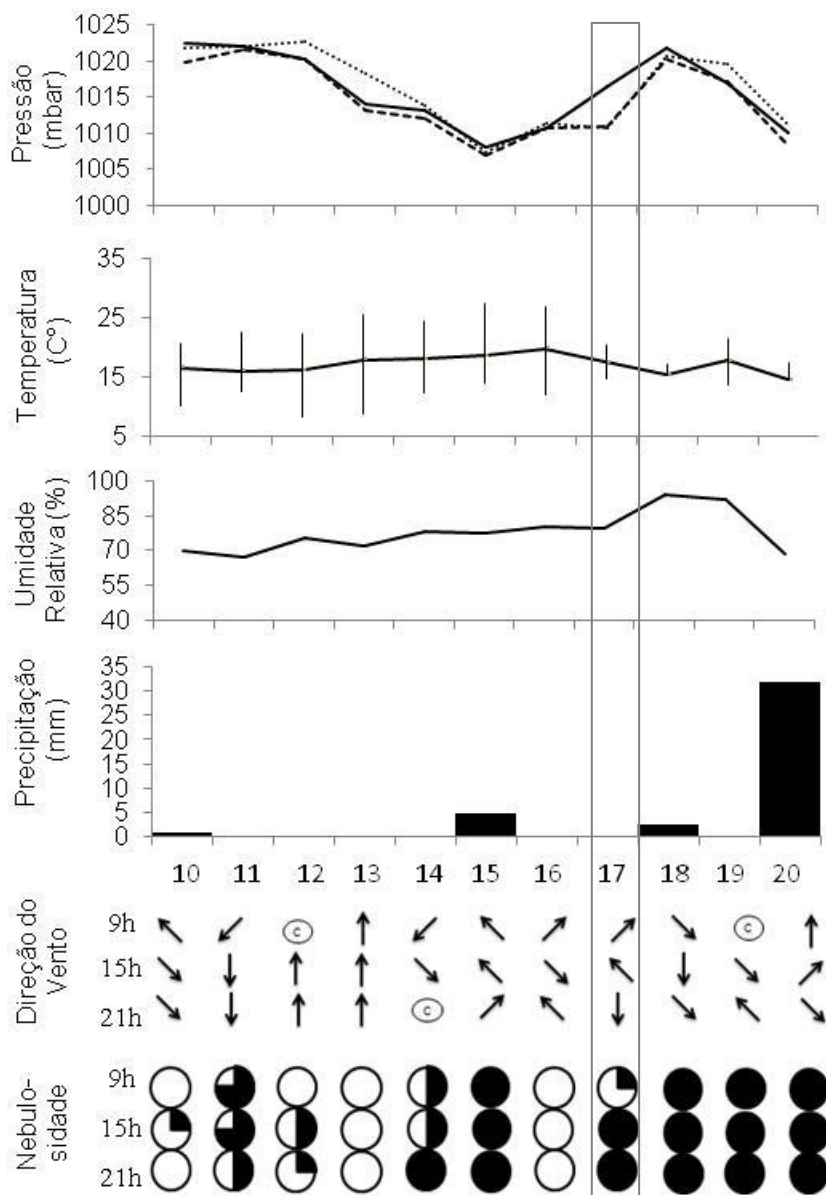 Pressão
(mbar)
1025
1020
1015
1010
1005
1000
Temperatura
(C°)
35
25
15
5
Umidade
Relativa (%)
100
85
70
55
40
Precipitação
(mm)
35
30
25
20
15
10
5
0
10 11 12 13 14 15 16 17 18 19 20
Direção do
Vento
9h
c
c
15h
21h
c
Nebulo-
sidade
9h
15h
21h